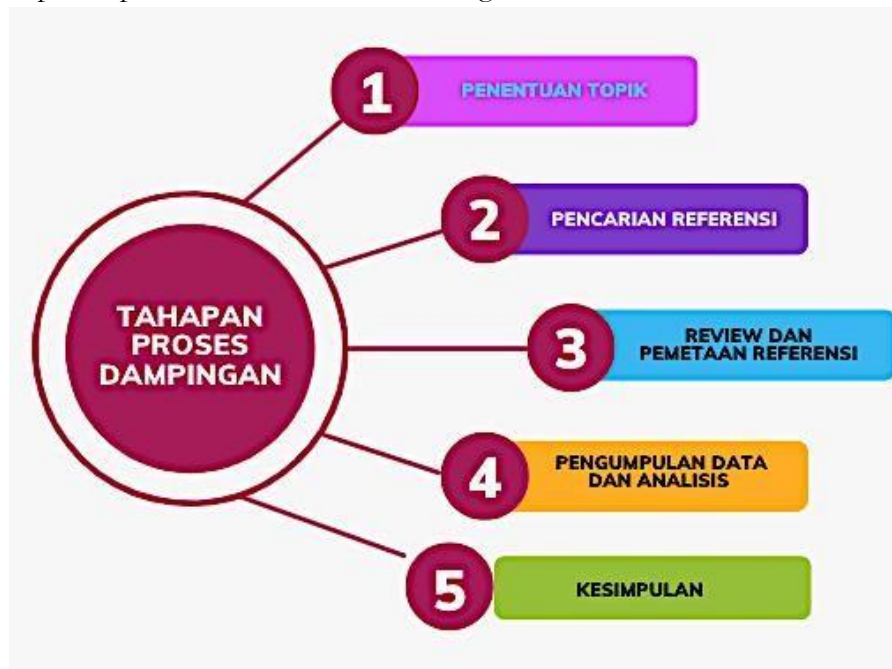 TAHAPAN
PROSES
DAMPINGAN
1
PENENTUAN TOPIK
2
PENCARIAN REFERENSI
3
REVIEW DAN
PEMETAAN REFERENSI
4
PENGUMPULAN DATA
DAN ANALISIS
5
KESIMPULAN